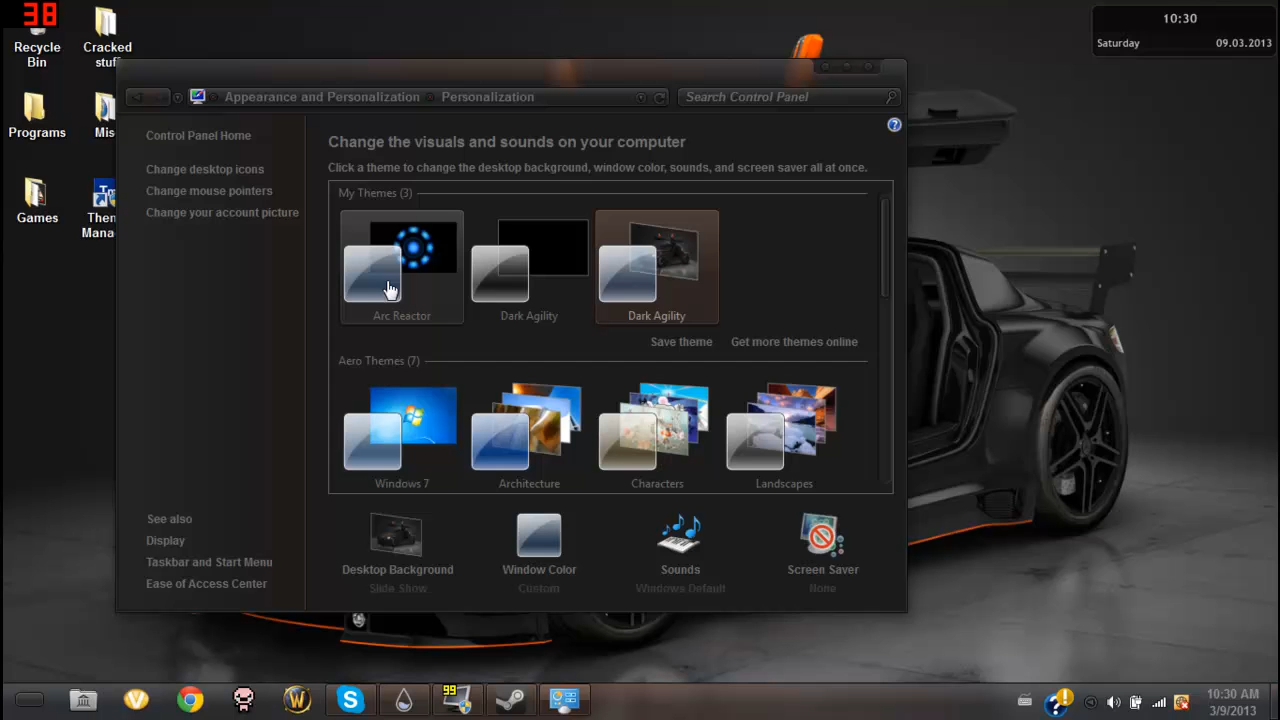 38
Recycle
Bin
Cracked
stuff
Programs
Misc
Games
Them
Mana
10:30
Saturday 09.03.2013
Appearance and Personalization Personalization
Search Control Panel
Control Panel Home
Change desktop icons
Change mouse pointers
Change your account picture
See also
Display
Taskbar and Start Menu
Ease of Access Center
Change the visuals and sounds on your computer
Click a theme to change the desktop background, window color, sounds, and screen saver all at once.
My Themes (3)
Arc Reactor Dark Agility Dark Agility
Save theme Get more themes online
Aero Themes (7)
Windows 7 Architecture Characters Landscapes
Desktop Background Window Color Sounds Screen Saver
Slide Show Custom Windows Default None
99
10:30 AM
3/9/2013